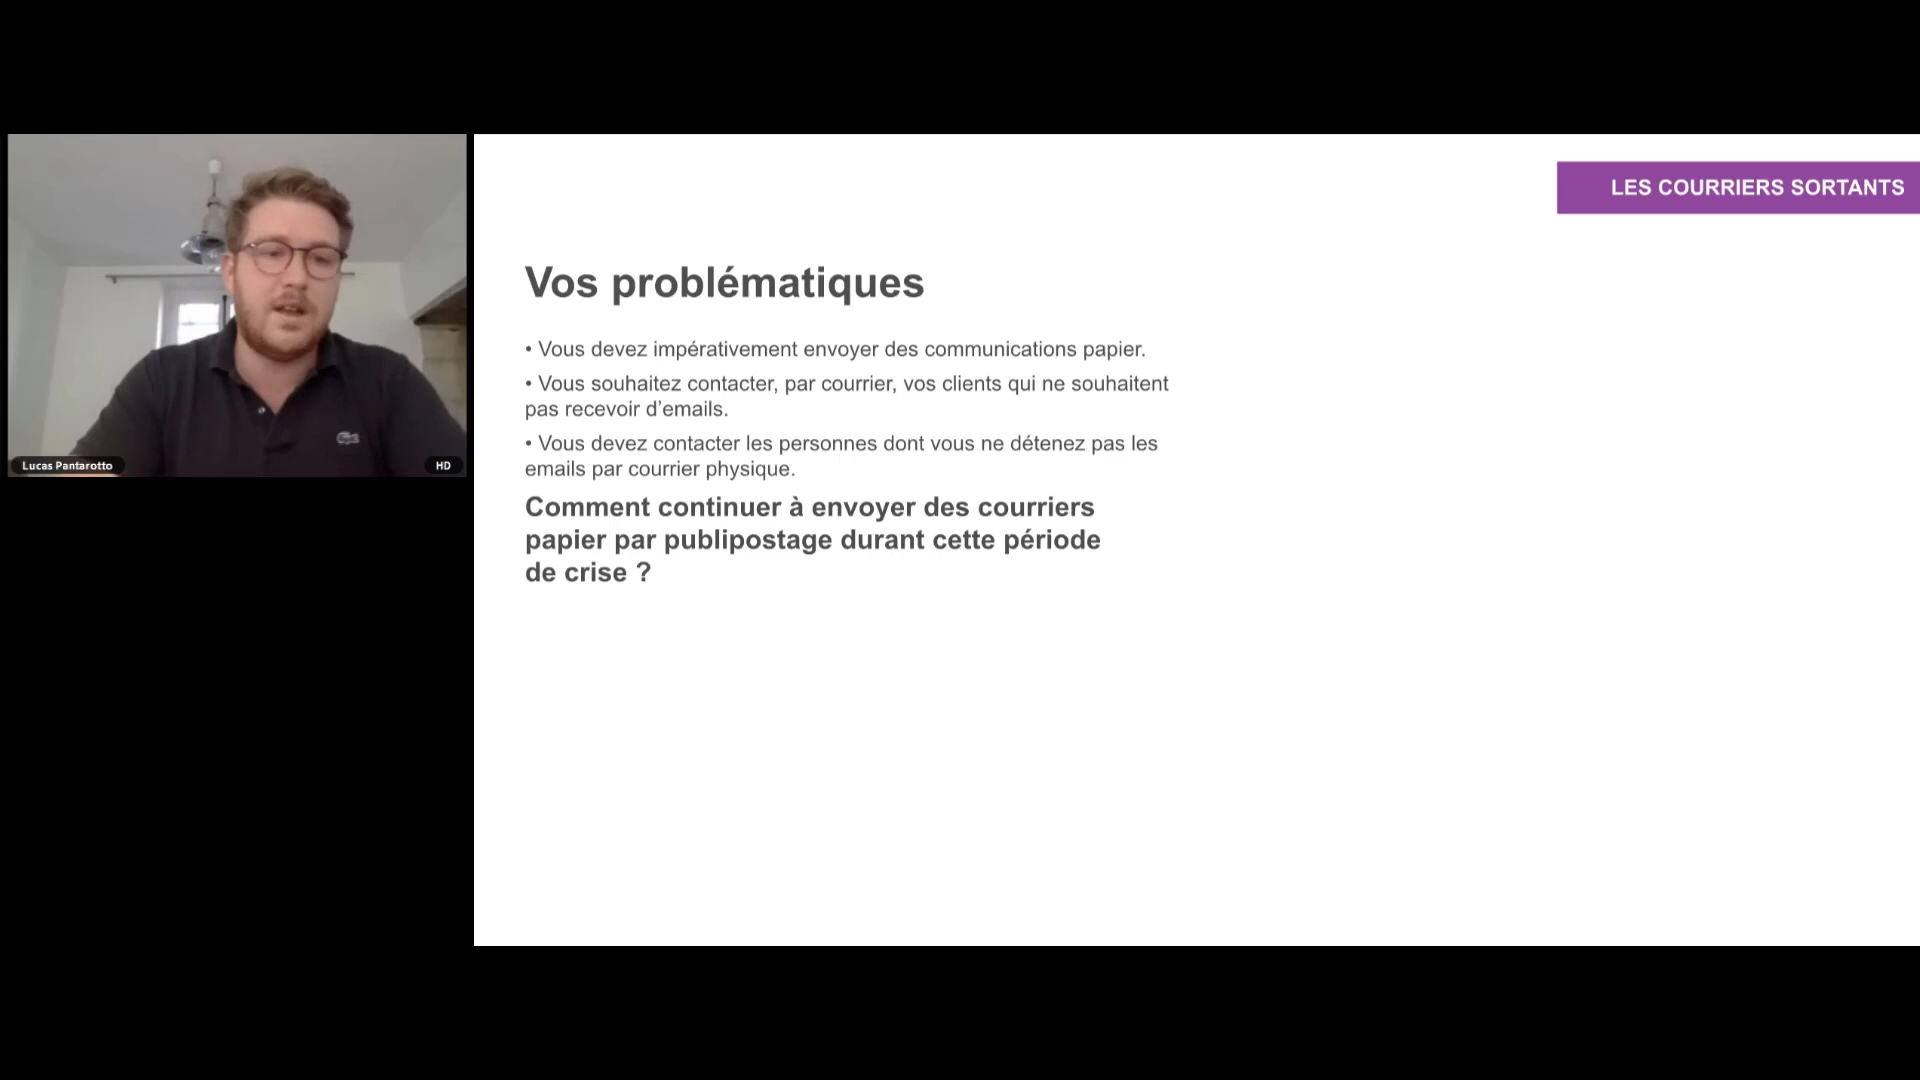 LES COURRIERS SORTANTS
Vos problématiques
• Vous devez impérativement envoyer des communications papier.
• Vous souhaitez contacter, par courrier, vos clients qui ne souhaitent
pas recevoir d’emails.
• Vous devez contacter les personnes dont vous ne détenez pas les
emails par courrier physique.
Comment continuer à envoyer des courriers
papier par publipostage durant cette période
de crise ?
Lucas Pantarotto
HD